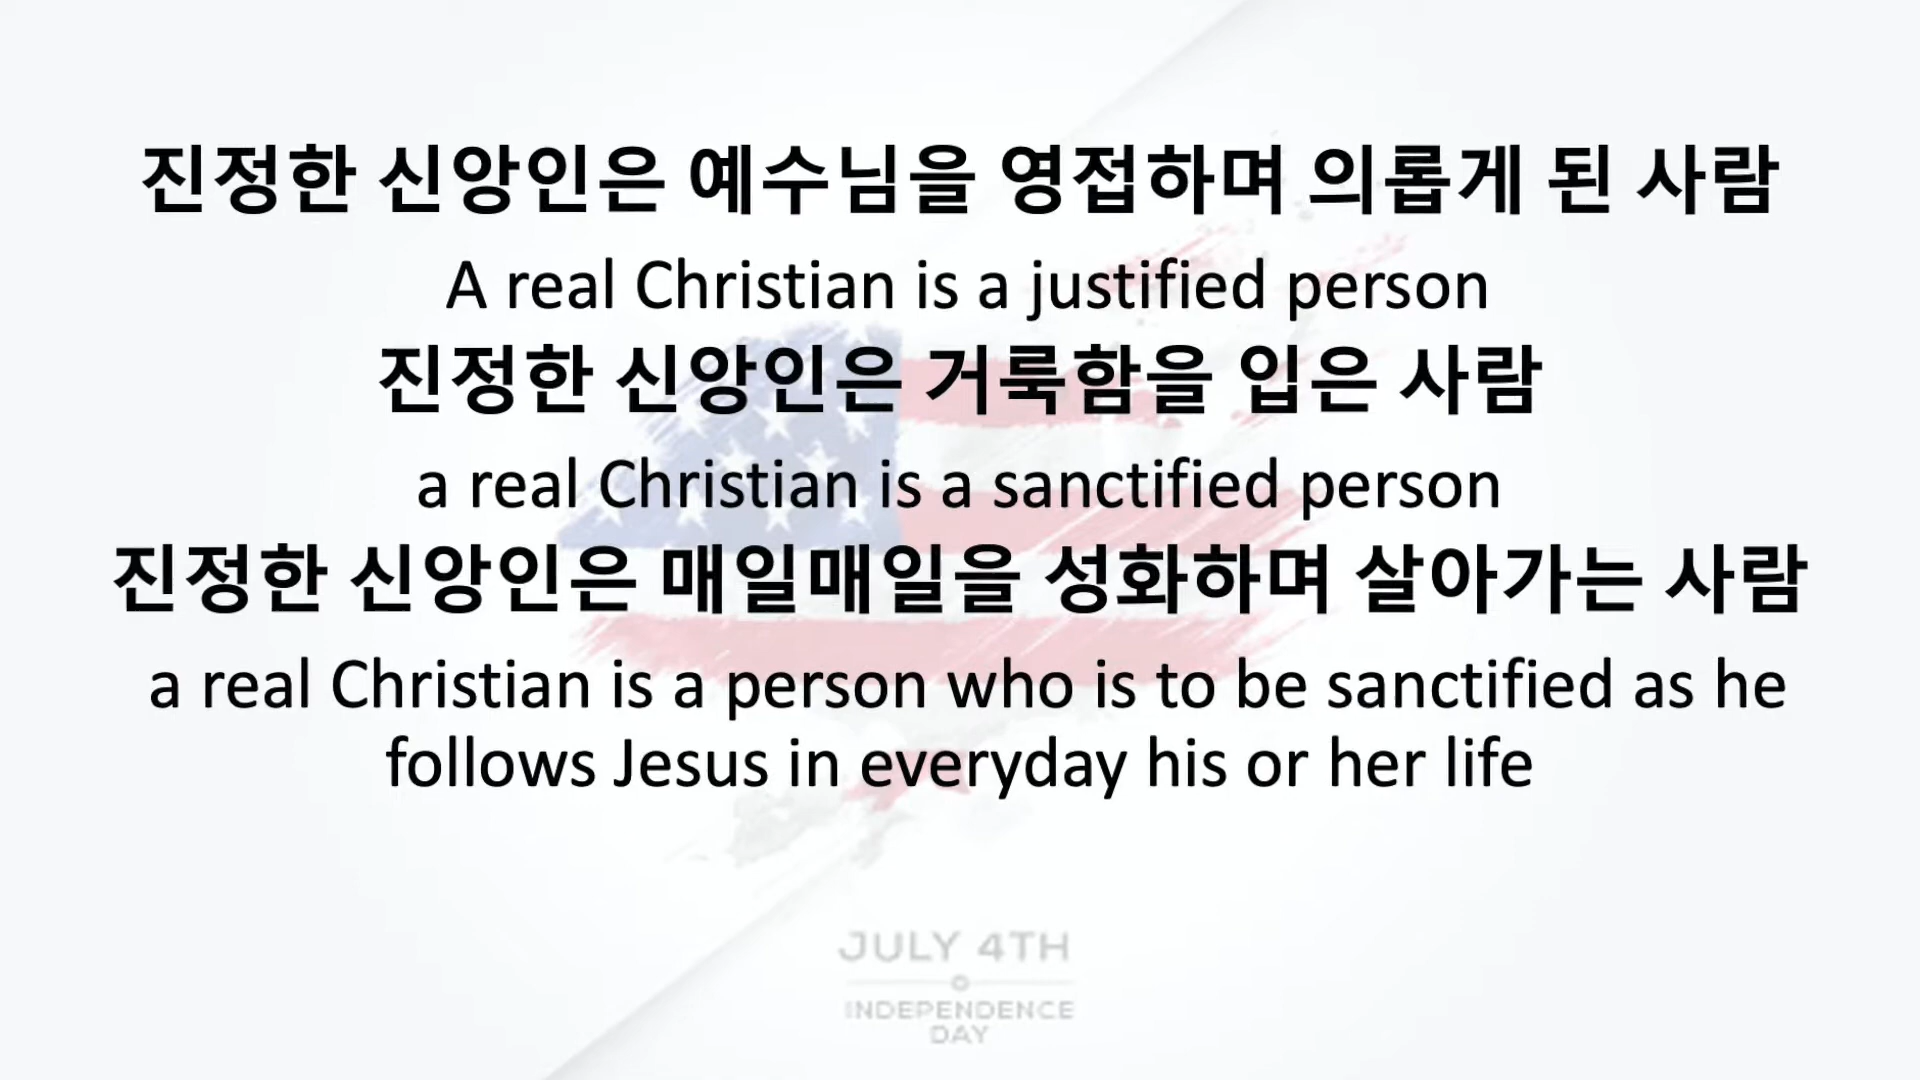 진정한 신앙인은 예수님을 영접하며 의롭게 된 사람
A real Christian is a justified person
진정한 신앙인은 거룩함을 입은 사람
a real Christian is a sanctified person
진정한 신앙인은 매일매일을 성화하며 살아가는 사람
a real Christian is a person who is to be sanctified as he
follows Jesus in everyday his or her life
JULY 4TH
INDEPENDENCE
DAY